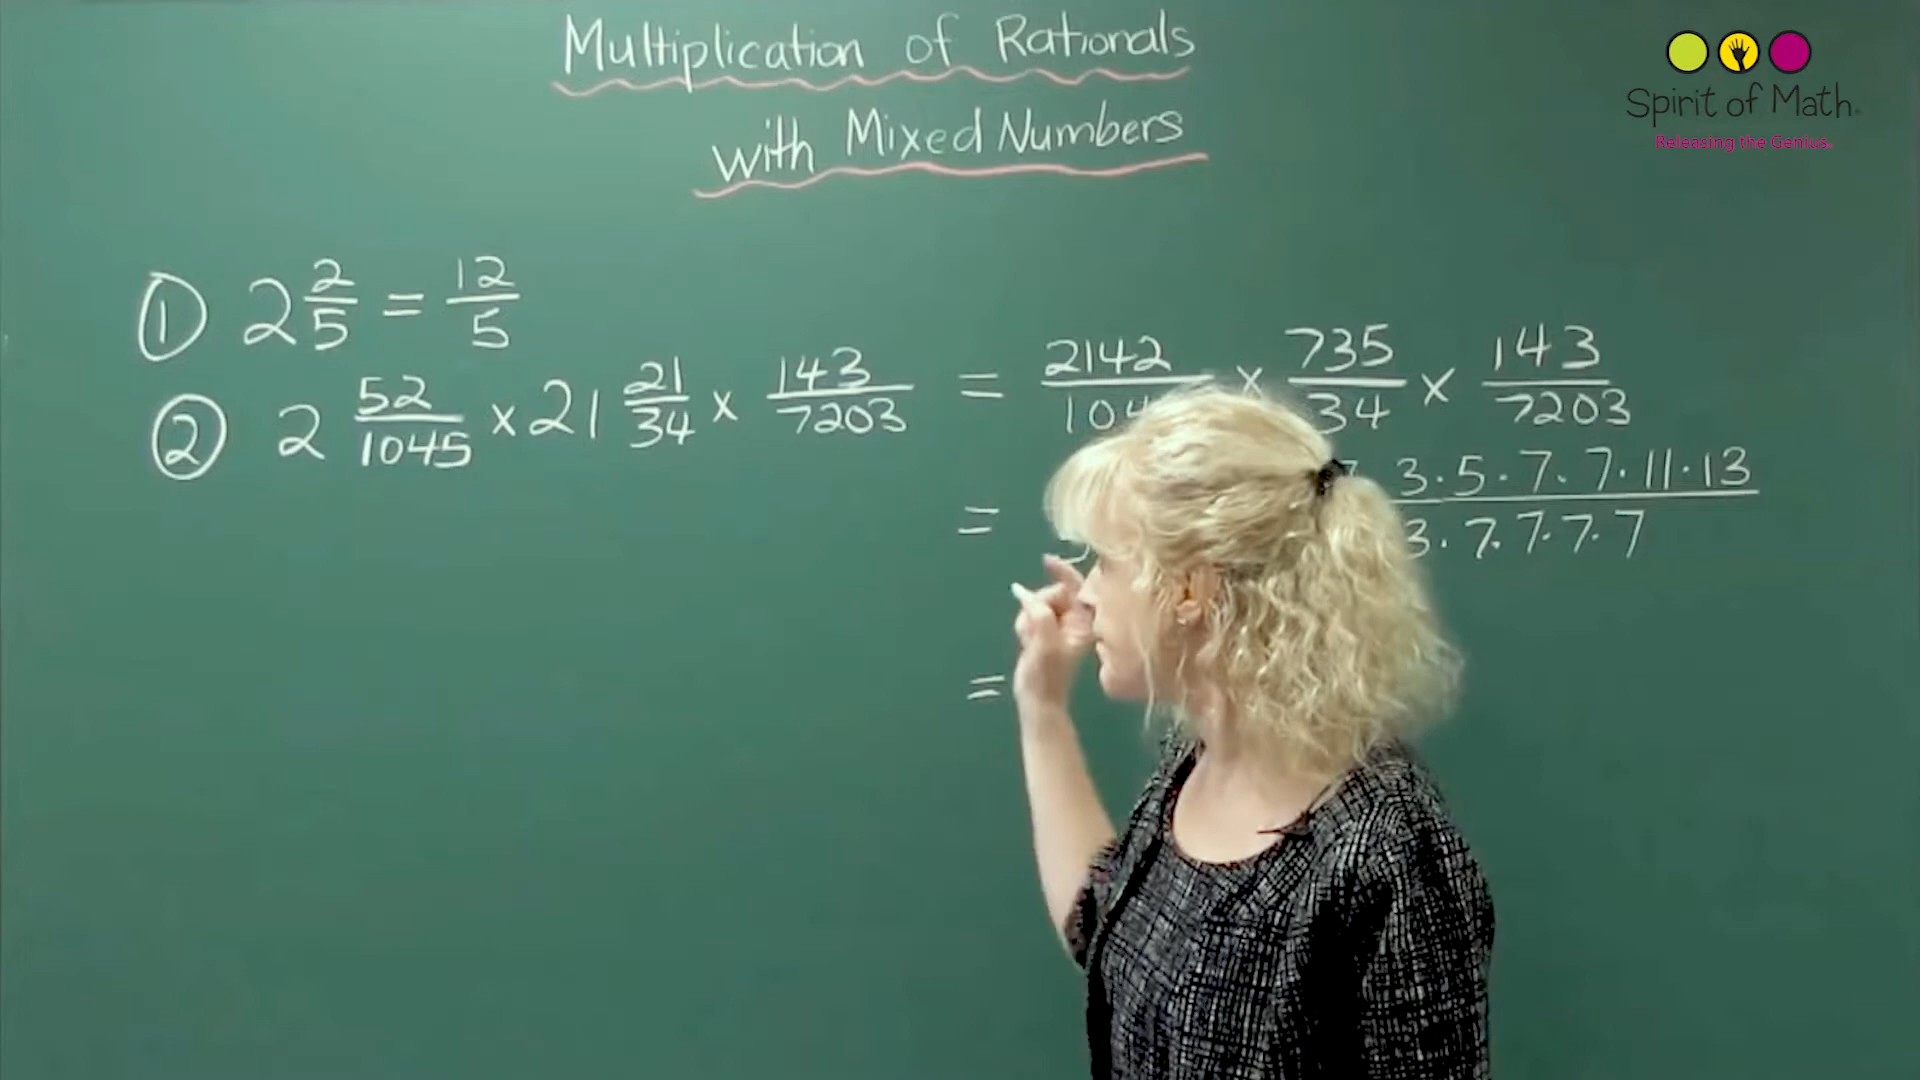 Multiplication of Rationals
with Mixed Numbers
Spirit of Math
Releasing the Genius.
① 2 2/5 = 12/5
② 2 52/1045 × 21 21/34 × 143/7203 = 2142/104 × 735/34 × 143/7203
= 3·5·7·7·11·13 / 3·7·7·7·7
=